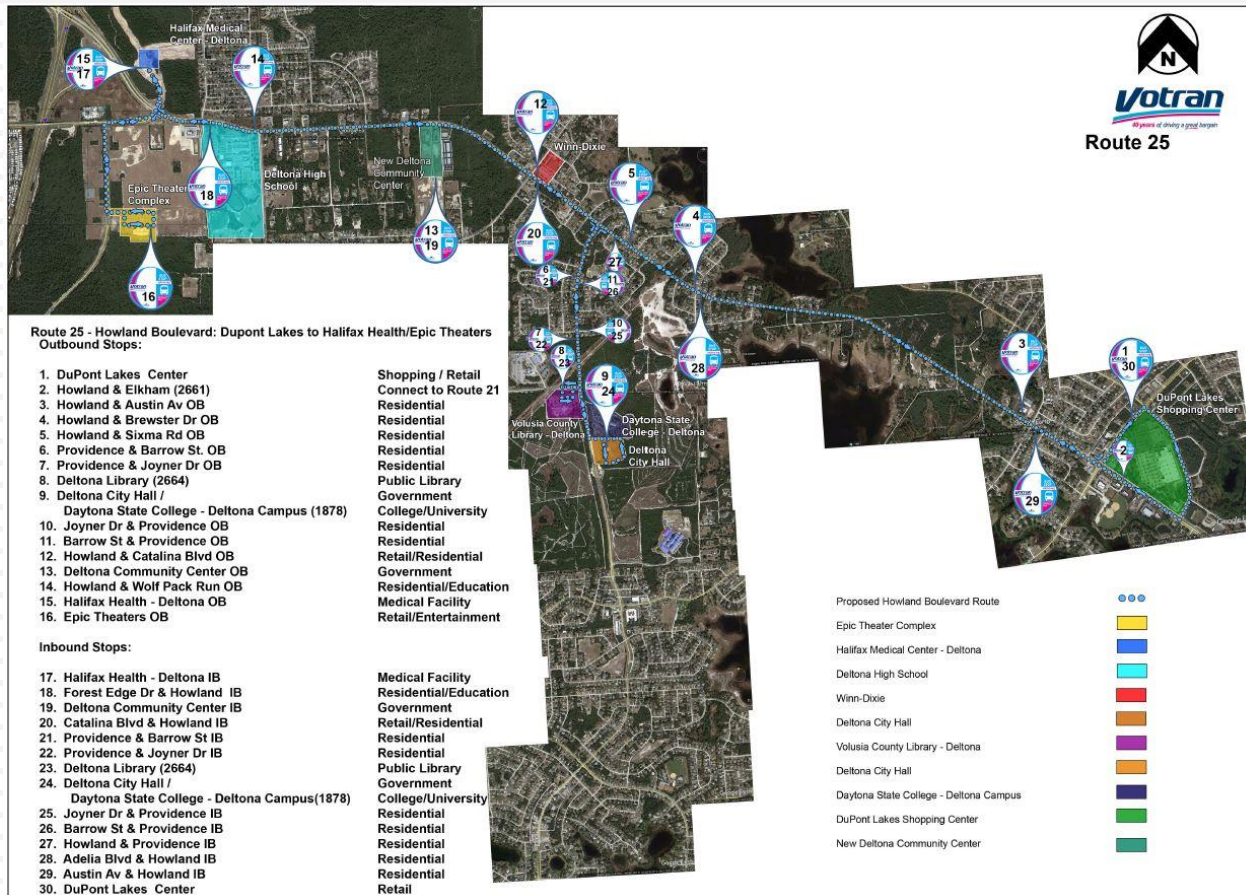 Votran
40 years of driving a great bargain
Route 25
N
Halifax Medical
Center - Deltona
15
17
14
12
Winn-Dixie
5
4
Deltona High
School
New Deltona
Community
Center
18
Epic Theater
Complex
16
13
19
20
27
6
21
11
26
10
25
7
22
8
23
9
24
28
3
1
30
DuPont Lakes
Shopping Center
2
29
Volusia County
Library - Deltona
Daytona State
College - Deltona
Deltona
City Hall
Route 25 - Howland Boulevard: Dupont Lakes to Halifax Health/Epic Theaters
Outbound Stops:
1. DuPont Lakes Center Shopping / Retail
2. Howland & Elkham (2661) Connect to Route 21
3. Howland & Austin Av OB Residential
4. Howland & Brewster Dr OB Residential
5. Howland & Sixma Rd OB Residential
6. Providence & Barrow St. OB Residential
7. Providence & Joyner Dr OB Residential
8. Deltona Library (2664) Public Library
9. Deltona City Hall / Government
Daytona State College - Deltona Campus (1878) College/University
10. Joyner Dr & Providence OB Residential
11. Barrow St & Providence OB Residential
12. Howland & Catalina Blvd OB Retail/Residential
13. Deltona Community Center OB Government
14. Howland & Wolf Pack Run OB Residential/Education
15. Halifax Health - Deltona OB Medical Facility
16. Epic Theaters OB Retail/Entertainment
Inbound Stops:
17. Halifax Health - Deltona IB Medical Facility
18. Forest Edge Dr & Howland IB Residential/Education
19. Deltona Community Center IB Government
20. Catalina Blvd & Howland IB Retail/Residential
21. Providence & Barrow St IB Residential
22. Providence & Joyner Dr IB Residential
23. Deltona Library (2664) Public Library
24. Deltona City Hall / Government
Daytona State College - Deltona Campus(1878) College/University
25. Joyner Dr & Providence IB Residential
26. Barrow St & Providence IB Residential
27. Howland & Providence IB Residential
28. Adelia Blvd & Howland IB Residential
29. Austin Av & Howland IB Residential
30. DuPont Lakes Center Retail
Proposed Howland Boulevard Route
Epic Theater Complex
Halifax Medical Center - Deltona
Deltona High School
Winn-Dixie
Deltona City Hall
Volusia County Library - Deltona
Deltona City Hall
Daytona State College - Deltona Campus
DuPont Lakes Shopping Center
New Deltona Community Center